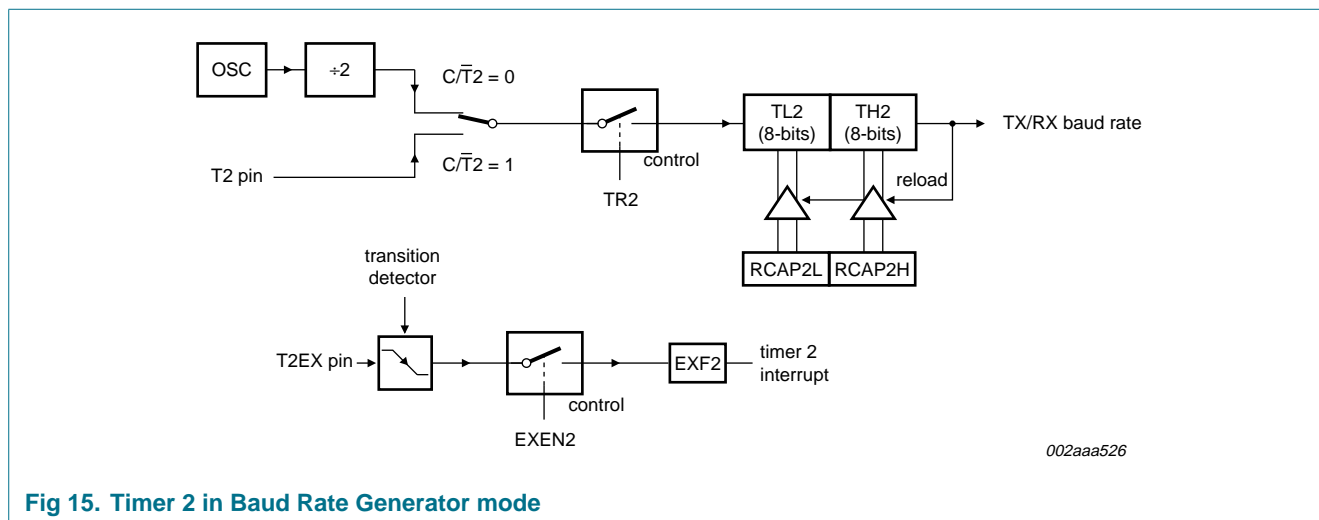 OSC
÷2
C/T̅2 = 0
C/T̅2 = 1
T2 pin
control
TR2
TL2
(8-bits)
TH2
(8-bits)
TX/RX baud rate
reload
RCAP2L
RCAP2H
transition
detector
T2EX pin
control
EXEN2
EXF2
timer 2
interrupt
002aaa526
Fig 15. Timer 2 in Baud Rate Generator mode